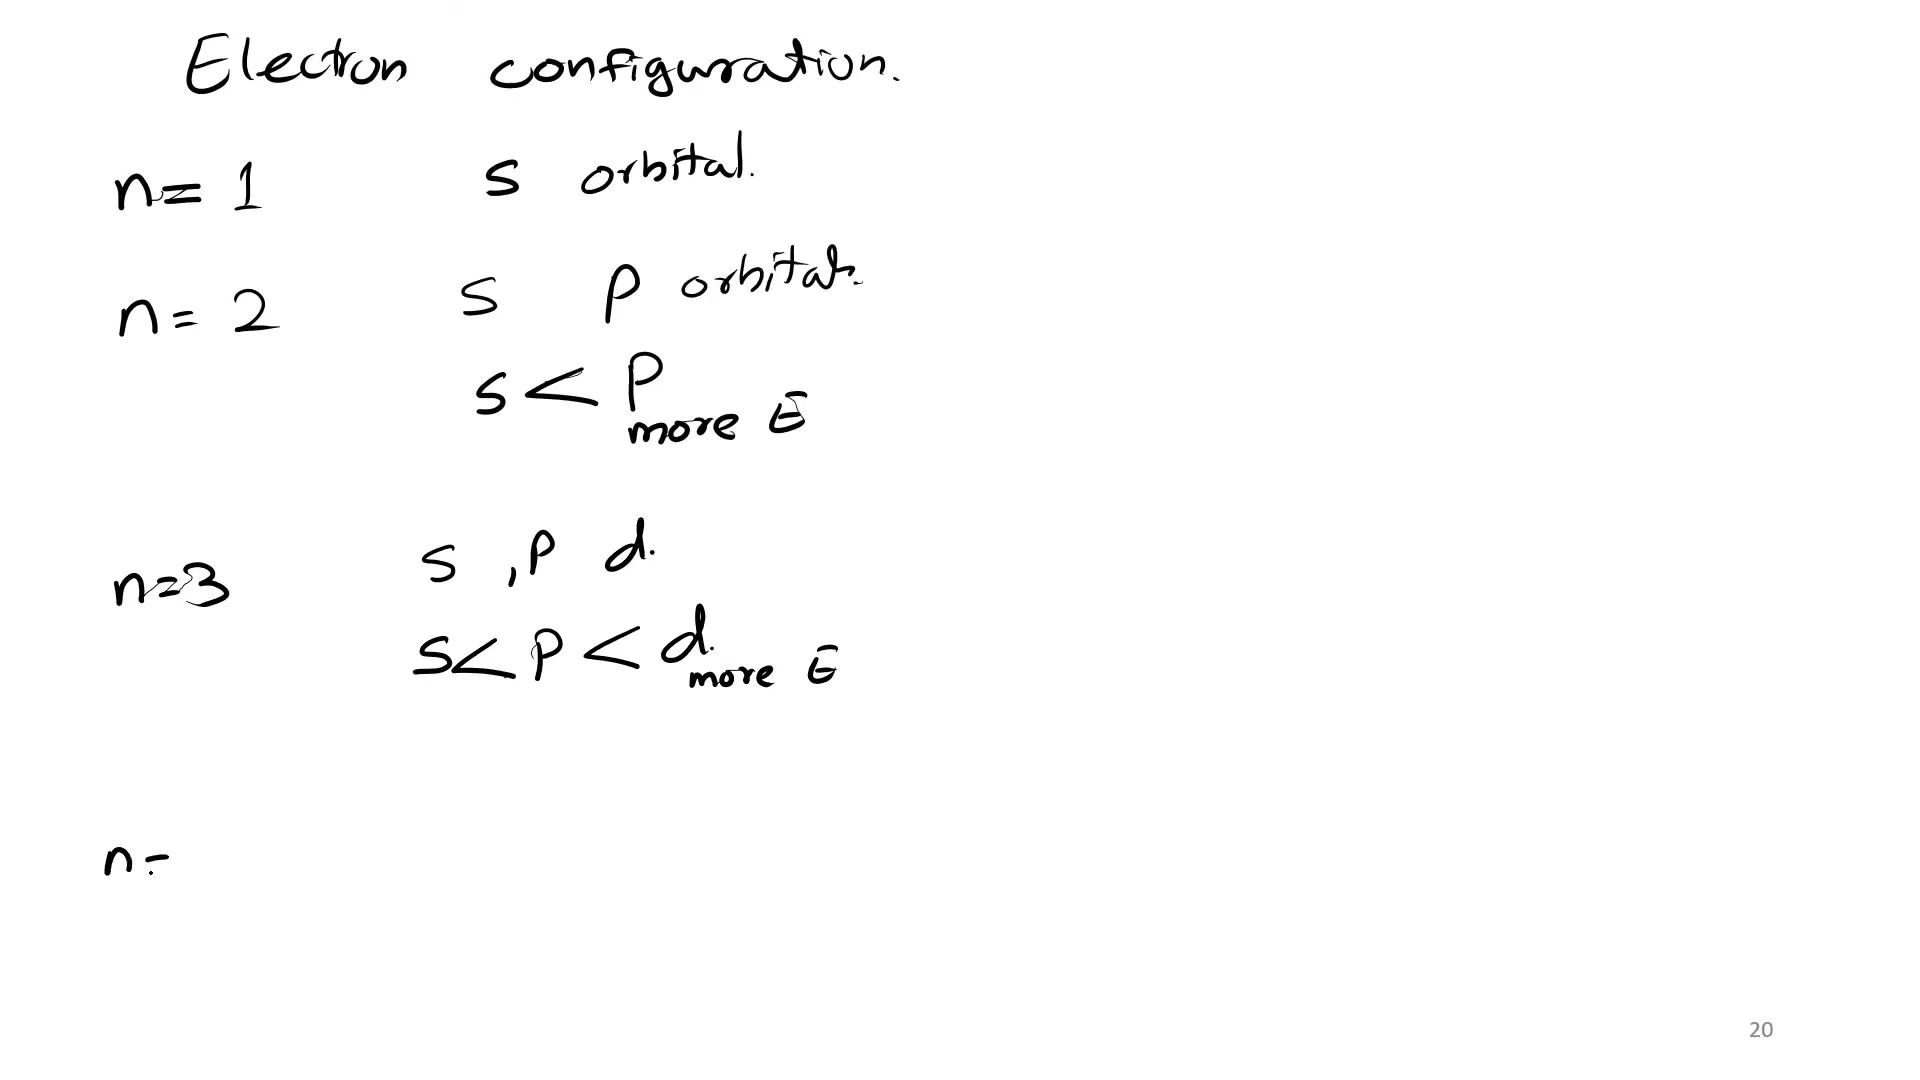 Electron configuration.
n= 1 s orbital.
n= 2 s p orbitals.
s < p
more E
n=3 s , p d.
s < p < d.
more E
n=
20